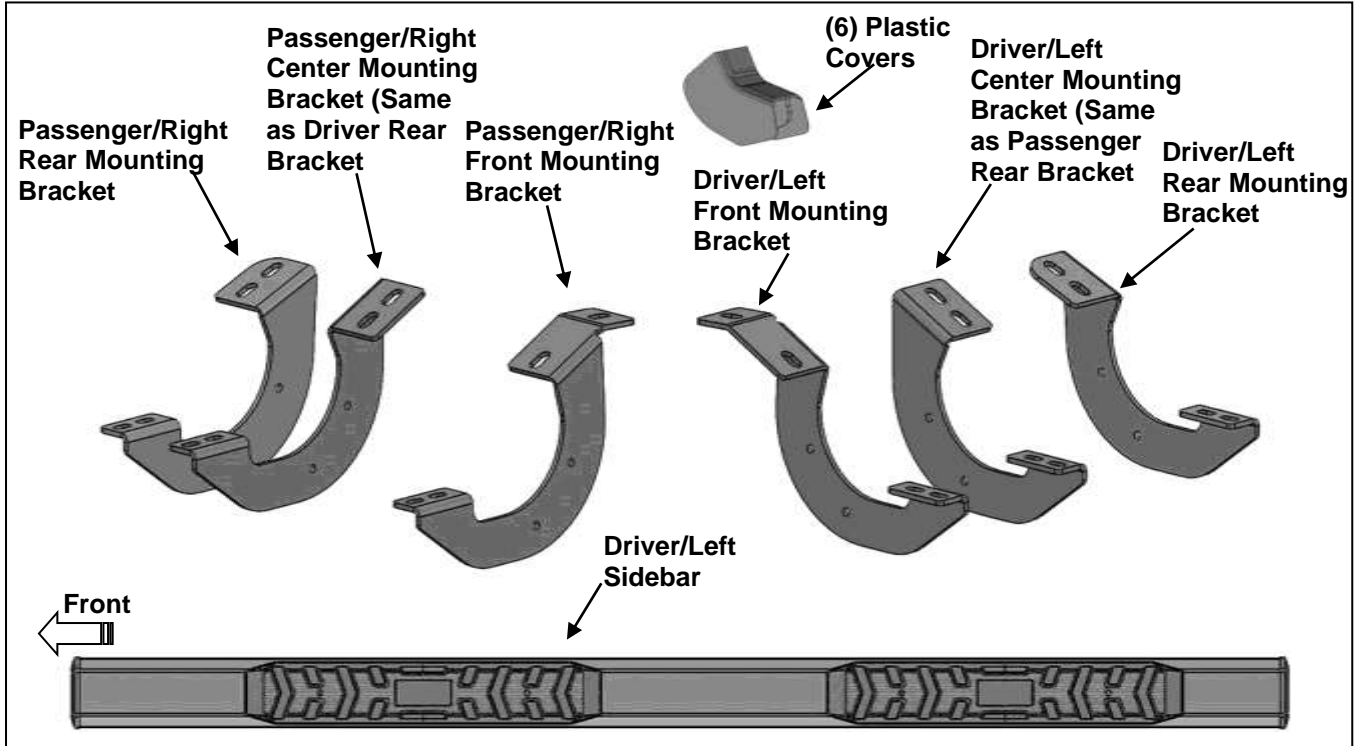 Passenger/Right
Rear Mounting
Bracket
Passenger/Right
Center Mounting
Bracket (Same
as Driver Rear
Bracket
Passenger/Right
Front Mounting
Bracket
(6) Plastic
Covers
Driver/Left
Front Mounting
Bracket
Driver/Left
Center Mounting
Bracket (Same
as Passenger
Rear Bracket
Driver/Left
Rear Mounting
Bracket
Driver/Left
Sidebar
Front